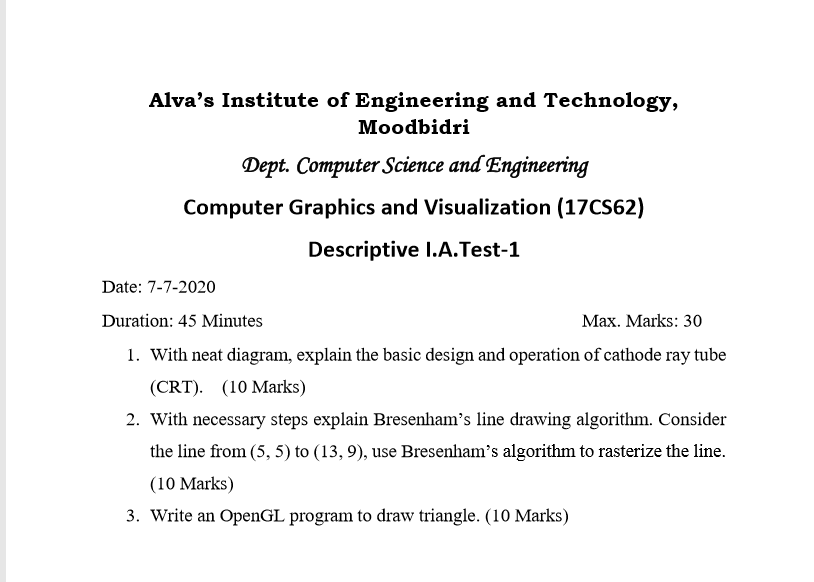 Alva's Institute of Engineering and Technology,
Moodbidri
Dept. Computer Science and Engineering
Computer Graphics and Visualization (17CS62)
Descriptive I.A.Test-1
Date: 7-7-2020
Duration: 45 Minutes Max. Marks: 30
1. With neat diagram, explain the basic design and operation of cathode ray tube
(CRT). (10 Marks)
2. With necessary steps explain Bresenham's line drawing algorithm. Consider
the line from (5, 5) to (13, 9), use Bresenham's algorithm to rasterize the line.
(10 Marks)
3. Write an OpenGL program to draw triangle. (10 Marks)